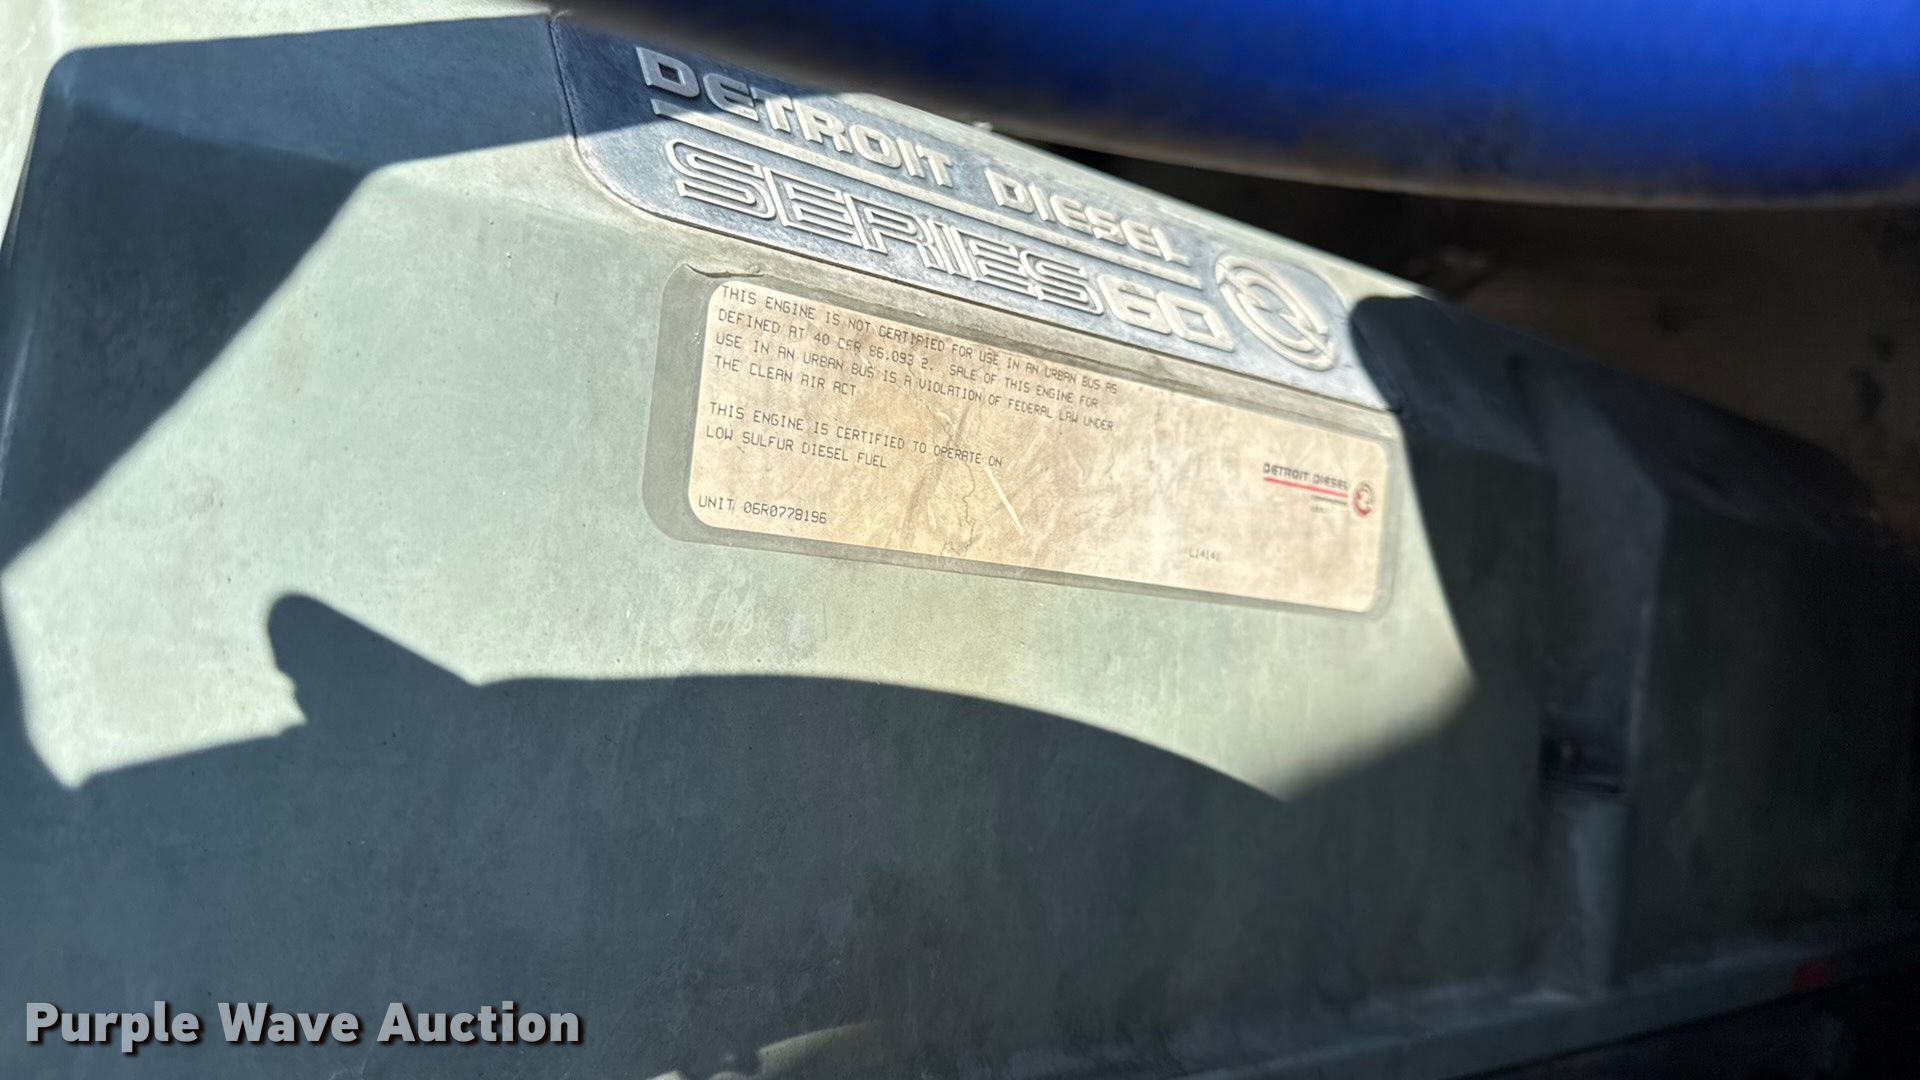 DETROIT DIESEL
SERIES 60
THIS ENGINE IS NOT CERTIFIED FOR USE IN AN URBAN BUS AS
DEFINED AT 40 CFR 86.093 2. SALE OF THIS ENGINE FOR
USE IN AN URBAN BUS IS A VIOLATION OF FEDERAL LAW UNDER
THE CLEAN AIR ACT
THIS ENGINE IS CERTIFIED TO OPERATE ON
LOW SULFUR DIESEL FUEL
DETROIT DIESEL
UNIT 06R0778196
L14141
Purple Wave Auction